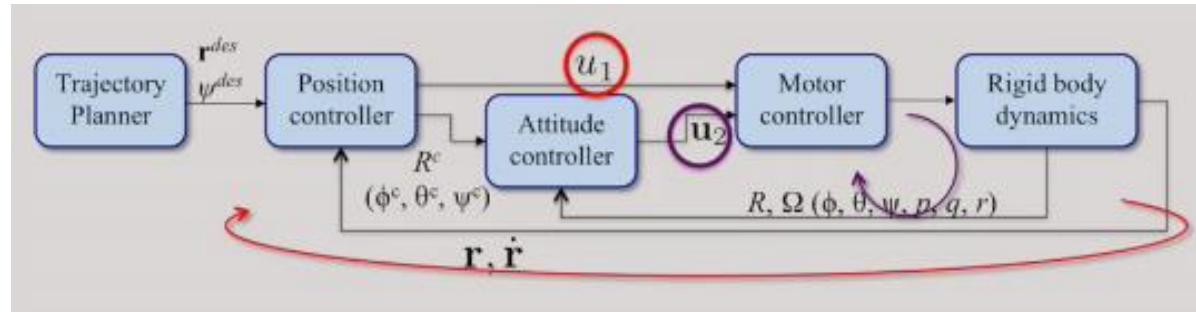 r^des
ψ^des
Trajectory
Planner
Position
controller
u₁
Attitude
controller
u₂
Motor
controller
Rigid body
dynamics
R^c
(ϕ^c, θ^c, ψ^c)
R, Ω (ϕ, θ, ψ, p, q, r)
r, ṙ